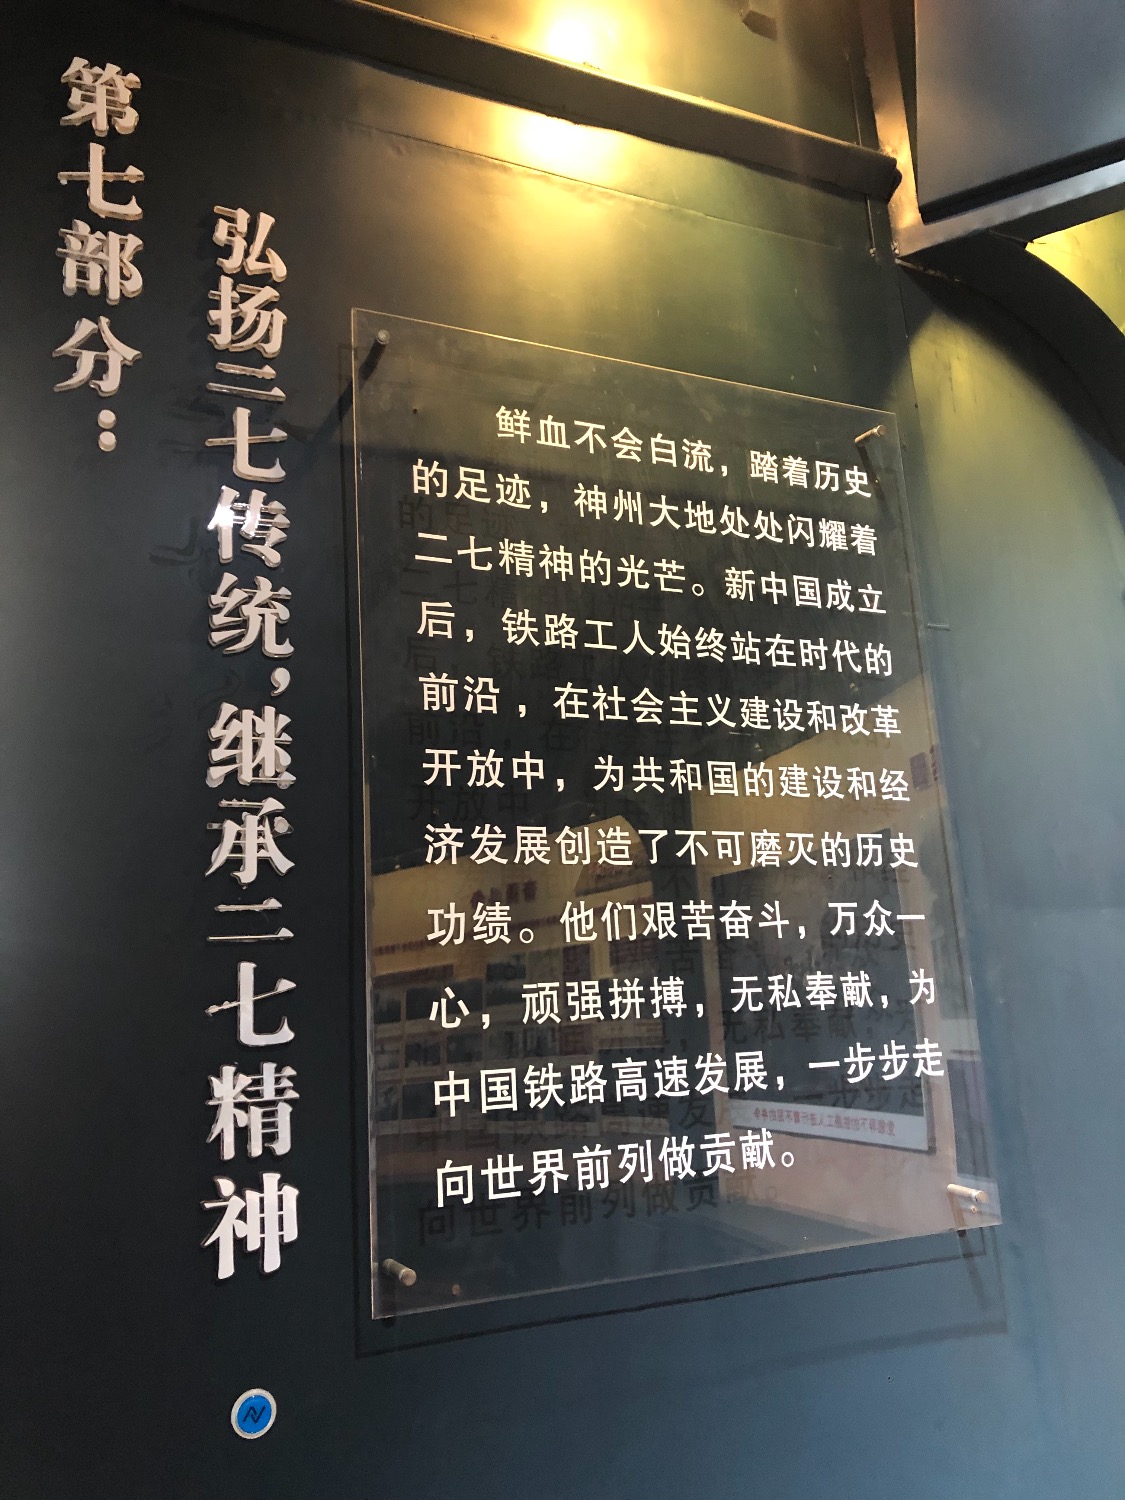 第七部分：
弘扬二七传统，继承二七精神
鲜血不会白流，踏着历史
的足迹，神州大地处处闪耀着
二七精神的光芒。新中国成立
后，铁路工人始终站在时代的
前沿，在社会主义建设和改革
开放中，为共和国的建设和经
济发展创造了不可磨灭的历史
功绩。他们艰苦奋斗，万众一
心，顽强拼搏，无私奉献，为
中国铁路高速发展，一步步走
向世界前列做贡献。